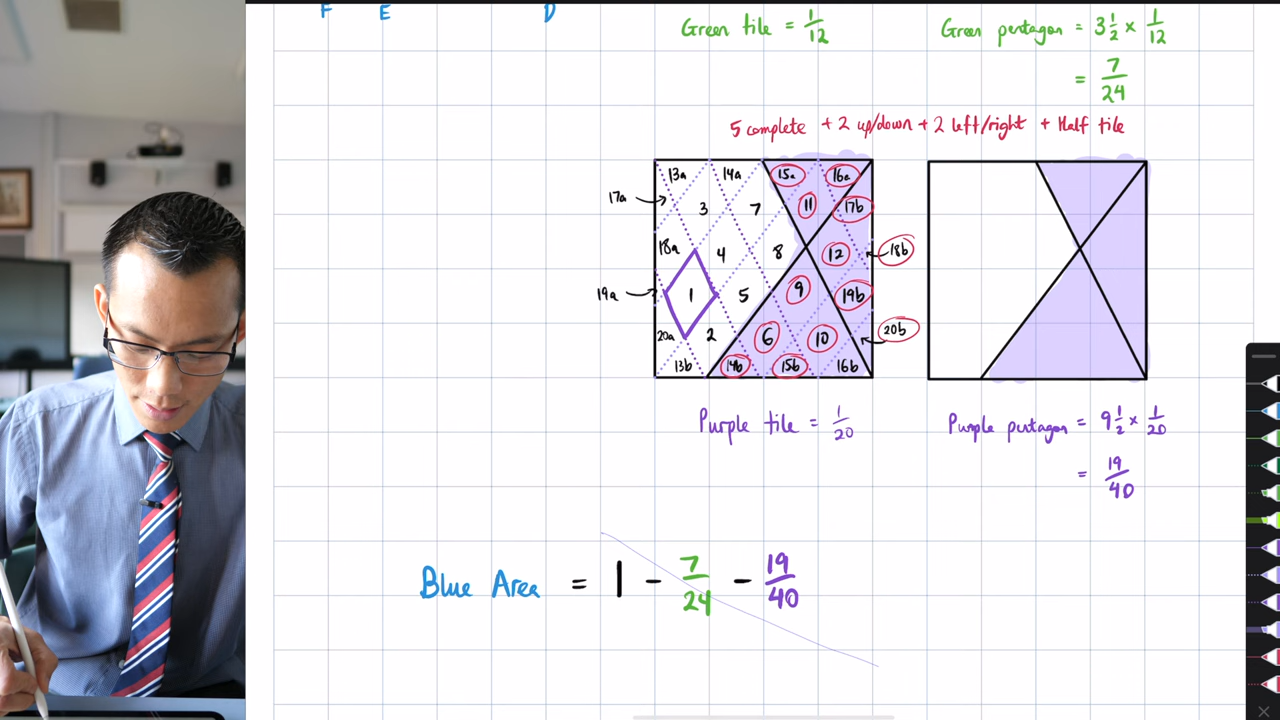 F E D
Green tile = 1/12
Green pentagon = 3 1/2 × 1/12
= 7/24
5 complete + 2 up/down + 2 left/right + Half tile
13a 14a 15a 16a
17a 3 7 11 17b
18a 4 8 12 18b
19a 1 5 9 19b
20a 2 6 10 20b
13b 14b 15b 16b
Purple tile = 1/20
Purple pentagon = 9 1/2 × 1/20
= 19/40
Blue Area = 1 - 7/24 - 19/40